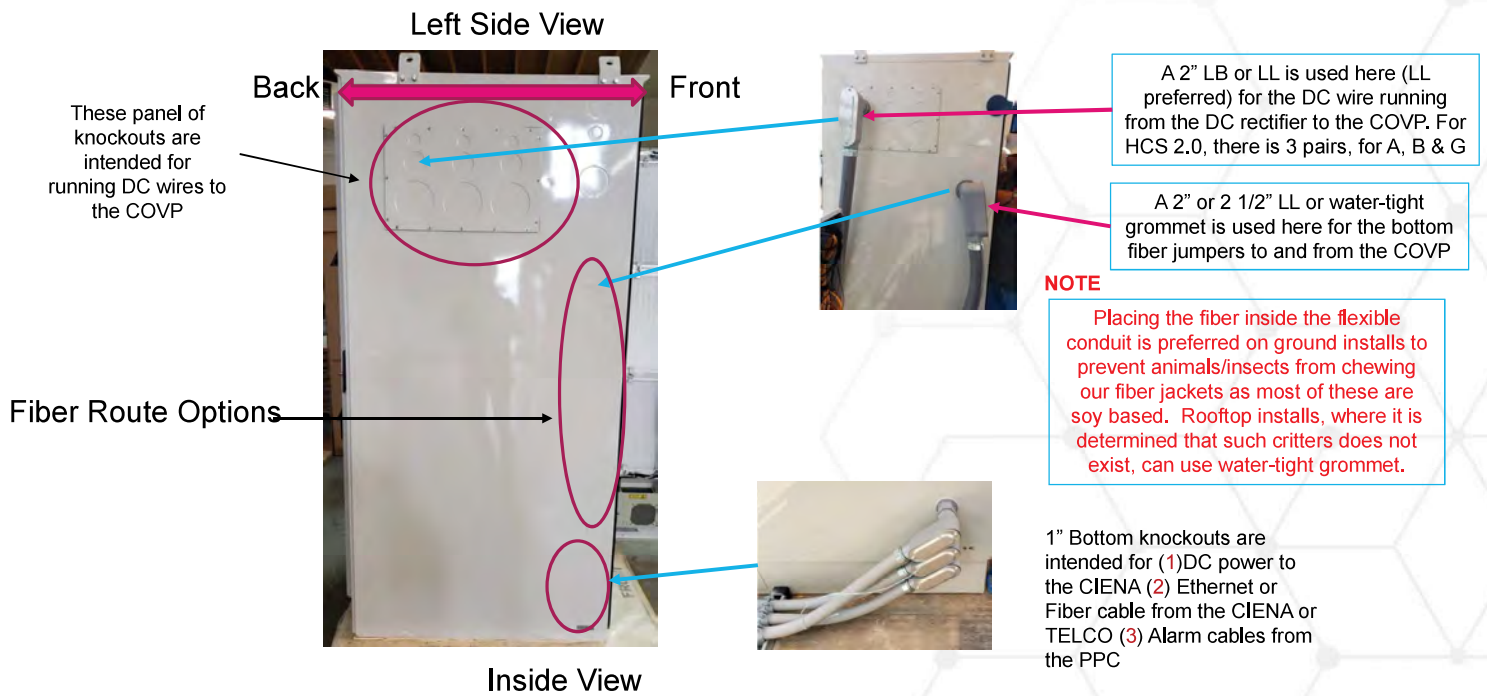 Left Side View
Back
Front
These panel of
knockouts are
intended for
running DC wires to
the COVP
Fiber Route Options
Inside View
A 2” LB or LL is used here (LL
preferred) for the DC wire running
from the DC rectifier to the COVP. For
HCS 2.0, there is 3 pairs, for A, B & G
A 2” or 2 1/2” LL or water-tight
grommet is used here for the bottom
fiber jumpers to and from the COVP
NOTE
Placing the fiber inside the flexible
conduit is preferred on ground installs to
prevent animals/insects from chewing
our fiber jackets as most of these are
soy based.  Rooftop installs, where it is
determined that such critters does not
exist, can use water-tight grommet.
1” Bottom knockouts are
intended for (1)DC power to
the CIENA (2) Ethernet or
Fiber cable from the CIENA or
TELCO (3) Alarm cables from
the PPC